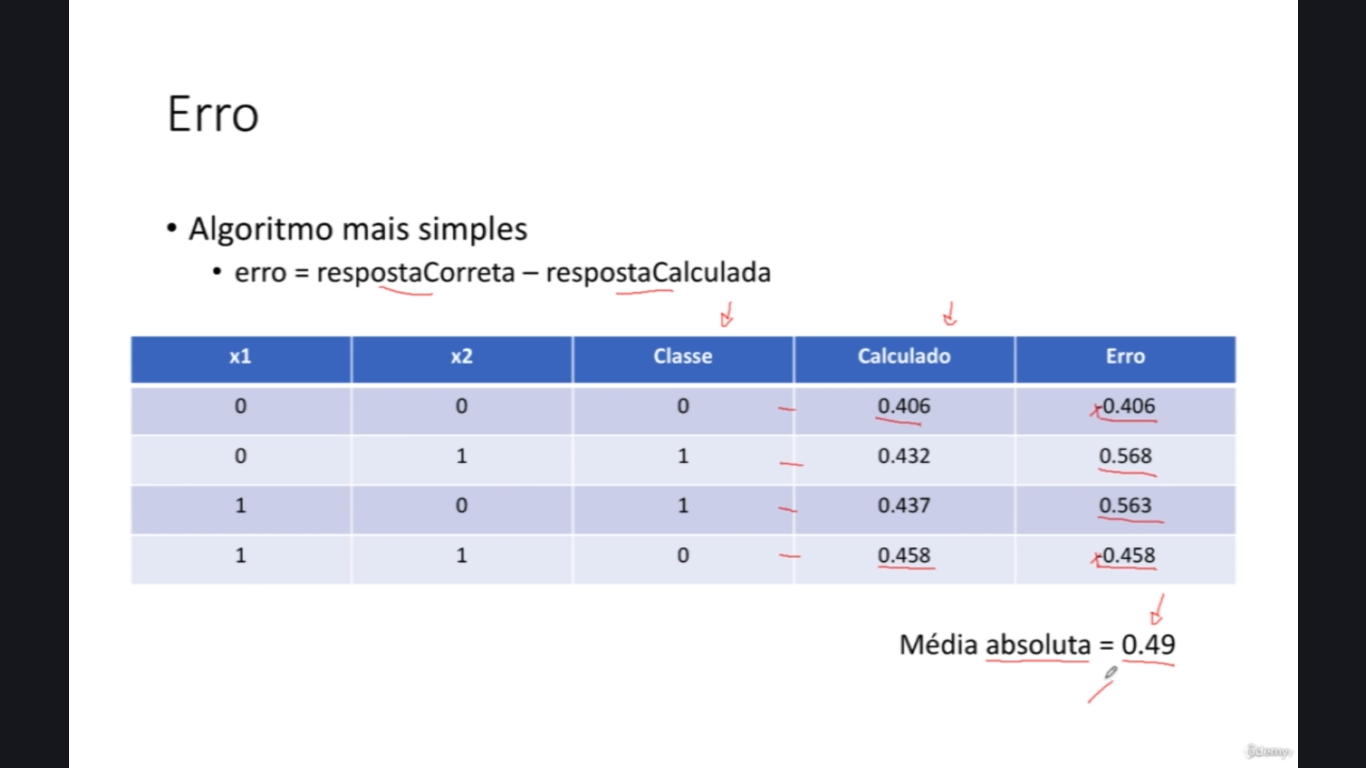 Erro
• Algoritmo mais simples
• erro = respostaCorreta – respostaCalculada
x1 x2 Classe Calculado Erro
0 0 0 0.406 -0.406
0 1 1 0.432 0.568
1 0 1 0.437 0.563
1 1 0 0.458 -0.458
Média absoluta = 0.49
ûdemy